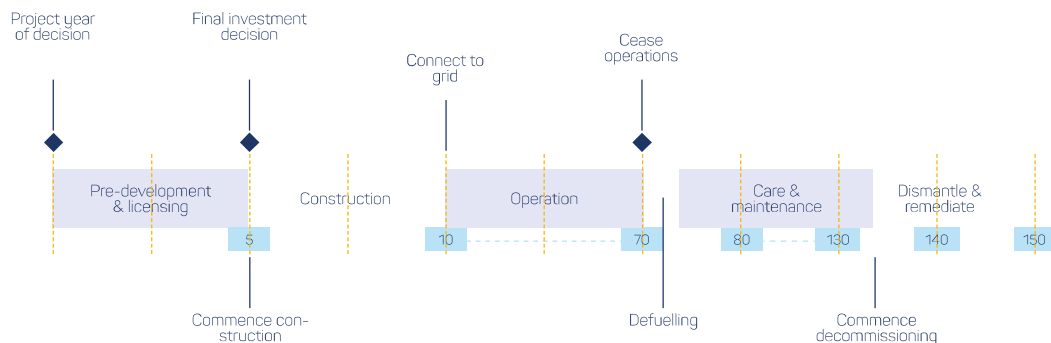 Project year
of decision
Final investment
decision
Connect to
grid
Cease
operations
Pre-development
& licensing
Construction
Operation
Care &
maintenance
Dismantle &
remediate
5
10
70
80
130
140
150
Commence con-
struction
Defuelling
Commence
decommissioning